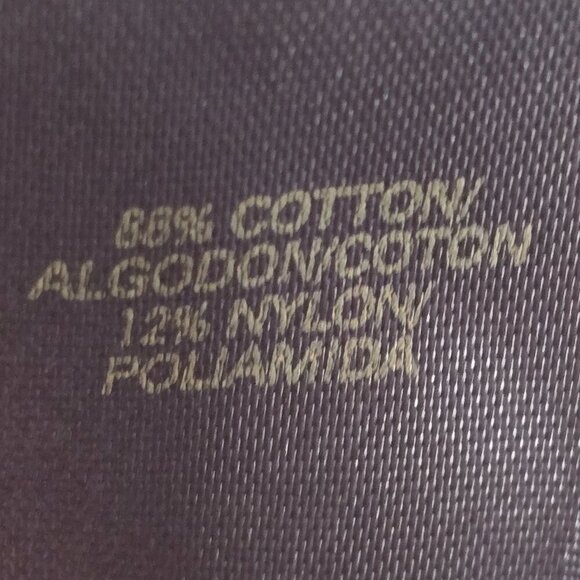 88% COTTON/
ALGODON/COTON
12% NYLON/
POLIAMIDA